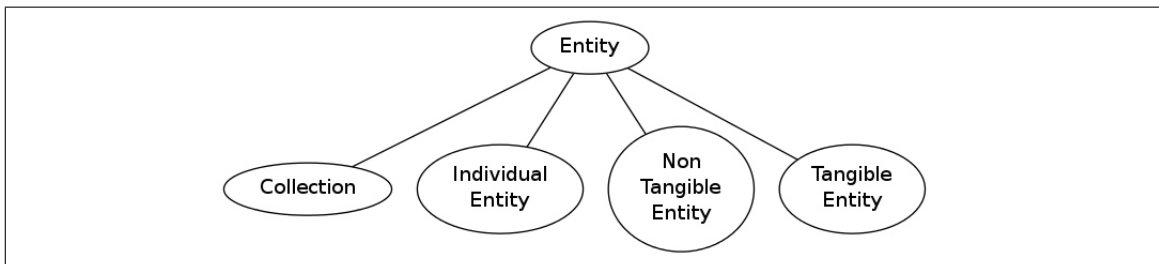 Entity
Collection
Individual
Entity
Non
Tangible
Entity
Tangible
Entity